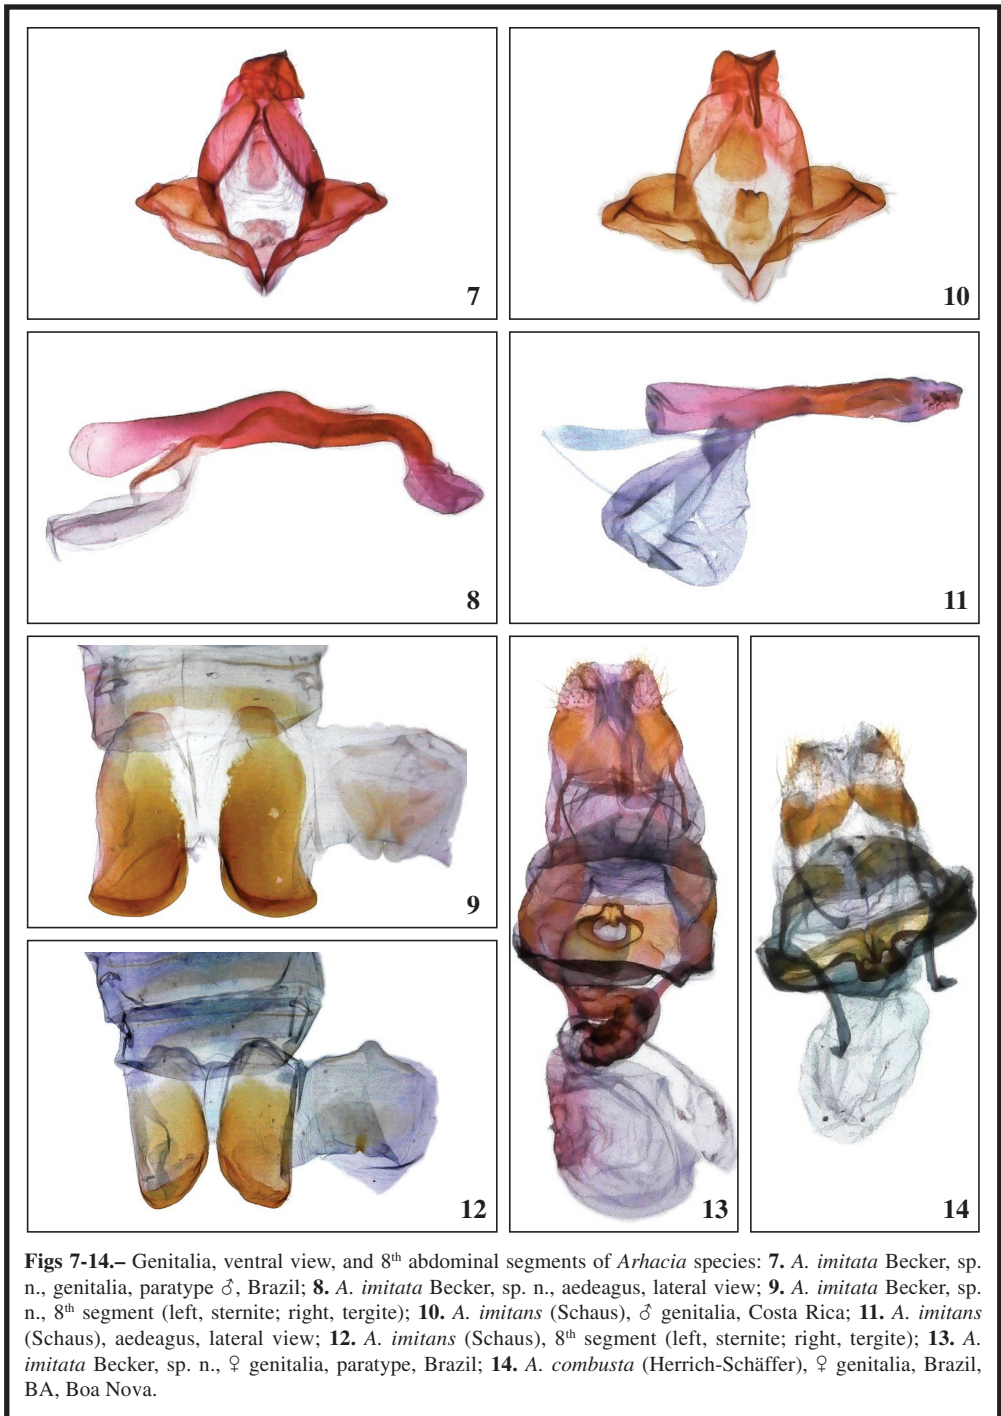 7
10
8
11
9
12
13
14
Figs 7-14.– Genitalia, ventral view, and 8th abdominal segments of Arhacia species: 7. A. imitata Becker, sp.
n., genitalia, paratype ♂, Brazil; 8. A. imitata Becker, sp. n., aedeagus, lateral view; 9. A. imitata Becker, sp.
n., 8th segment (left, sternite; right, tergite); 10. A. imitans (Schaus), ♂ genitalia, Costa Rica; 11. A. imitans
(Schaus), aedeagus, lateral view; 12. A. imitans (Schaus), 8th segment (left, sternite; right, tergite); 13. A.
imitata Becker, sp. n., ♀ genitalia, paratype, Brazil; 14. A. combusta (Herrich-Schäffer), ♀ genitalia, Brazil,
BA, Boa Nova.